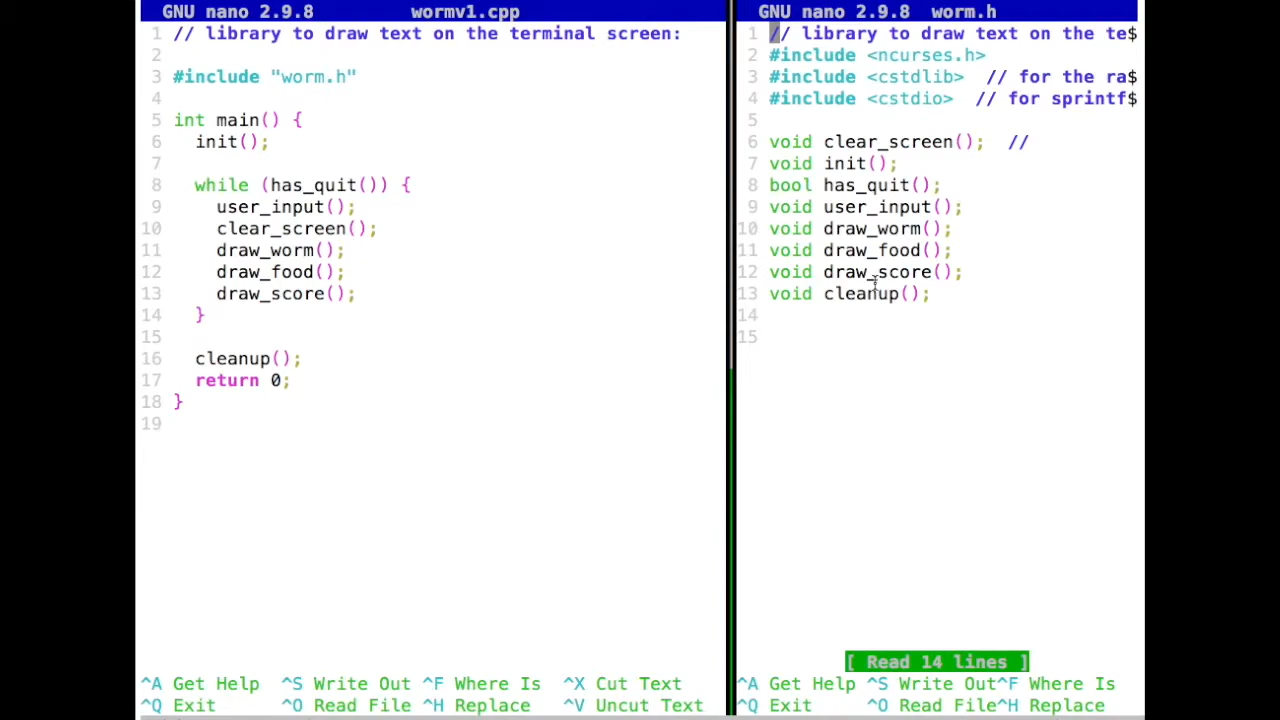 GNU nano 2.9.8 wormv1.cpp
1 // library to draw text on the terminal screen:
2
3 #include "worm.h"
4
5 int main() {
6   init();
7
8   while (has_quit()) {
9     user_input();
10     clear_screen();
11     draw_worm();
12     draw_food();
13     draw_score();
14   }
15
16   cleanup();
17   return 0;
18 }
19
^A Get Help ^S Write Out ^F Where Is ^X Cut Text
^Q Exit ^O Read File ^H Replace ^V Uncut Text
GNU nano 2.9.8 worm.h
1 // library to draw text on the te$
2 #include <ncurses.h>
3 #include <cstdlib>  // for the ra$
4 #include <cstdio>  // for sprintf$
5
6 void clear_screen();  //
7 void init();
8 bool has_quit();
9 void user_input();
10 void draw_worm();
11 void draw_food();
12 void draw_score();
13 void cleanup();
14
15
[ Read 14 lines ]
^A Get Help ^S Write Out^F Where Is
^Q Exit ^O Read File^H Replace